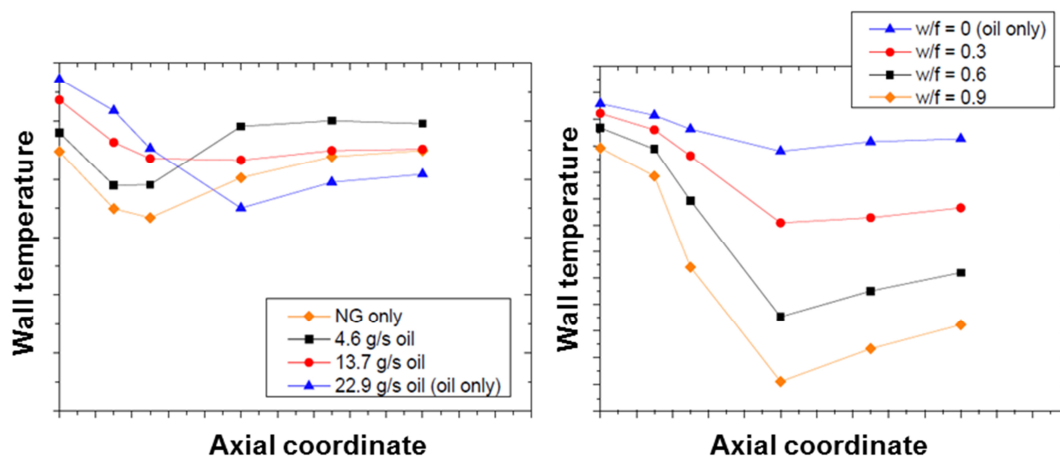 Wall temperature
NG only
4.6 g/s oil
13.7 g/s oil
22.9 g/s oil (oil only)
Axial coordinate
w/f = 0 (oil only)
w/f = 0.3
w/f = 0.6
w/f = 0.9
Wall temperature
Axial coordinate